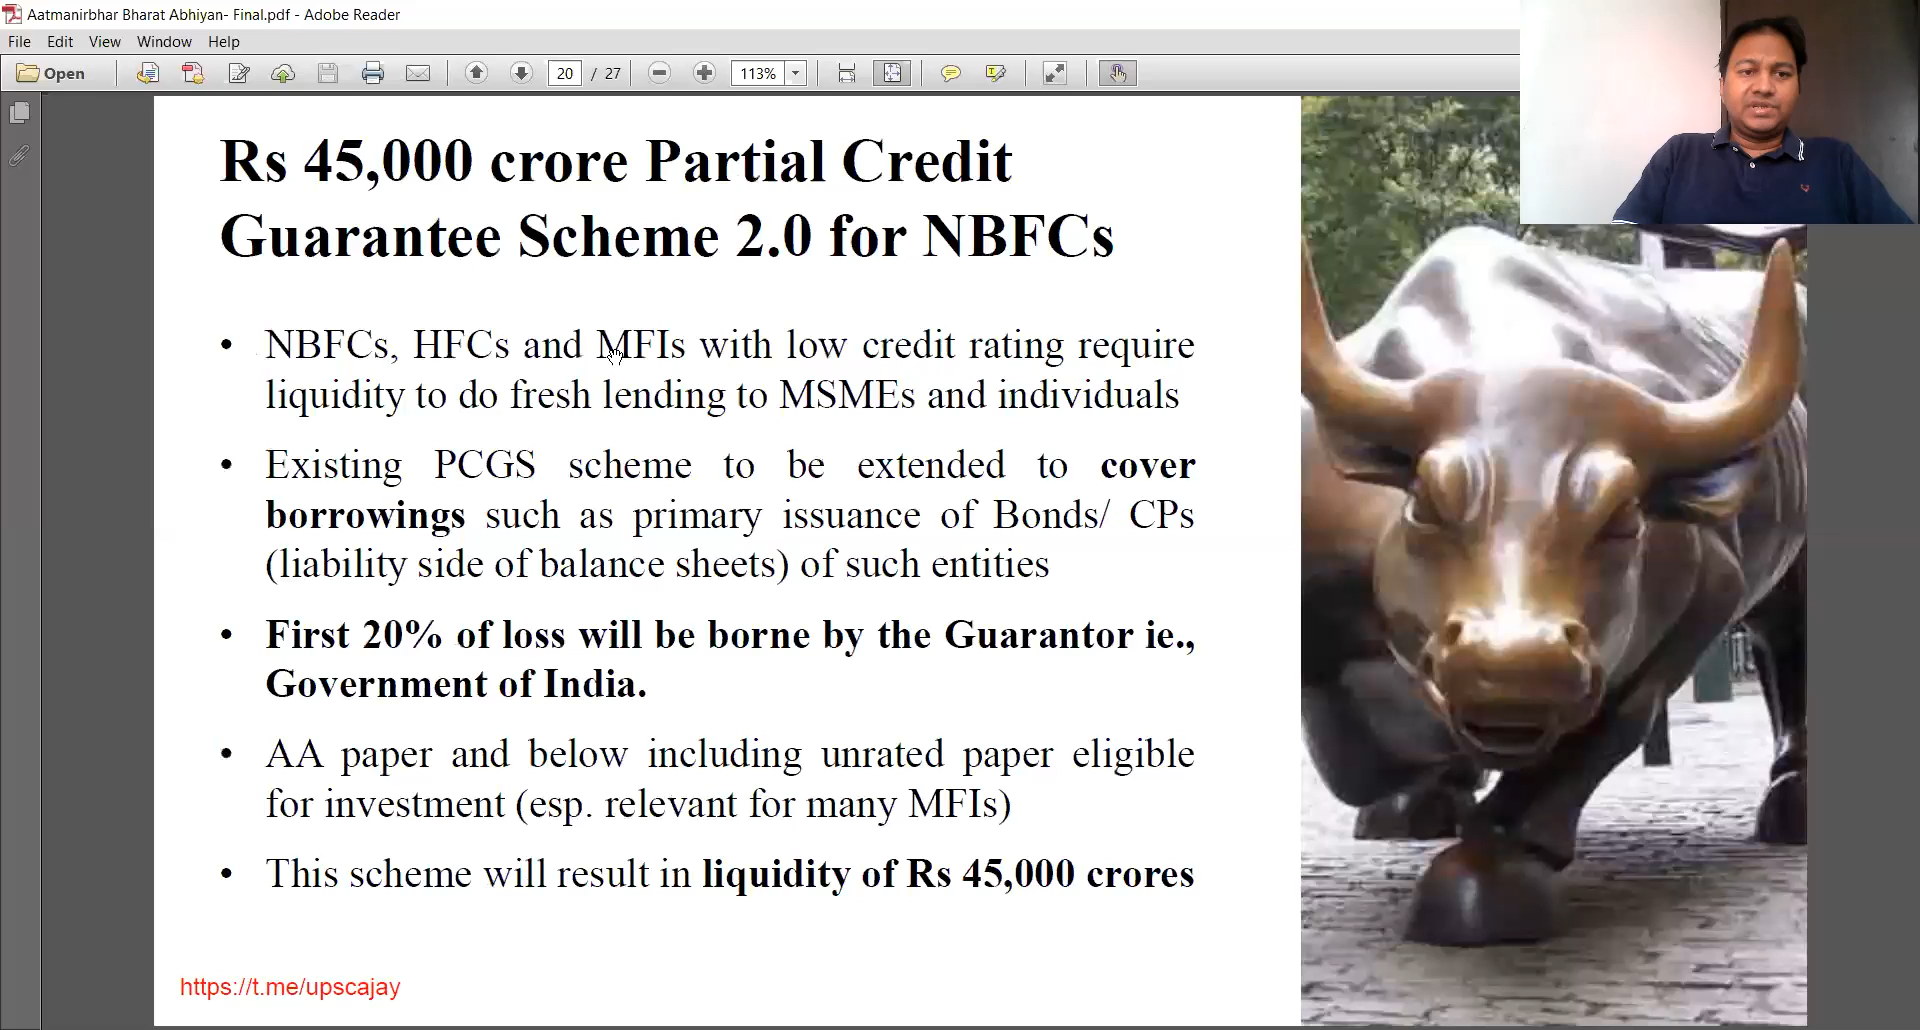 Aatmanirbhar Bharat Abhiyan- Final.pdf - Adobe Reader
File Edit View Window Help
Open 20 / 27 113%
Rs 45,000 crore Partial Credit
Guarantee Scheme 2.0 for NBFCs
• NBFCs, HFCs and MFIs with low credit rating require
liquidity to do fresh lending to MSMEs and individuals
• Existing PCGS scheme to be extended to cover
borrowings such as primary issuance of Bonds/ CPs
(liability side of balance sheets) of such entities
• First 20% of loss will be borne by the Guarantor ie.,
Government of India.
• AA paper and below including unrated paper eligible
for investment (esp. relevant for many MFIs)
• This scheme will result in liquidity of Rs 45,000 crores
https://t.me/upscajay